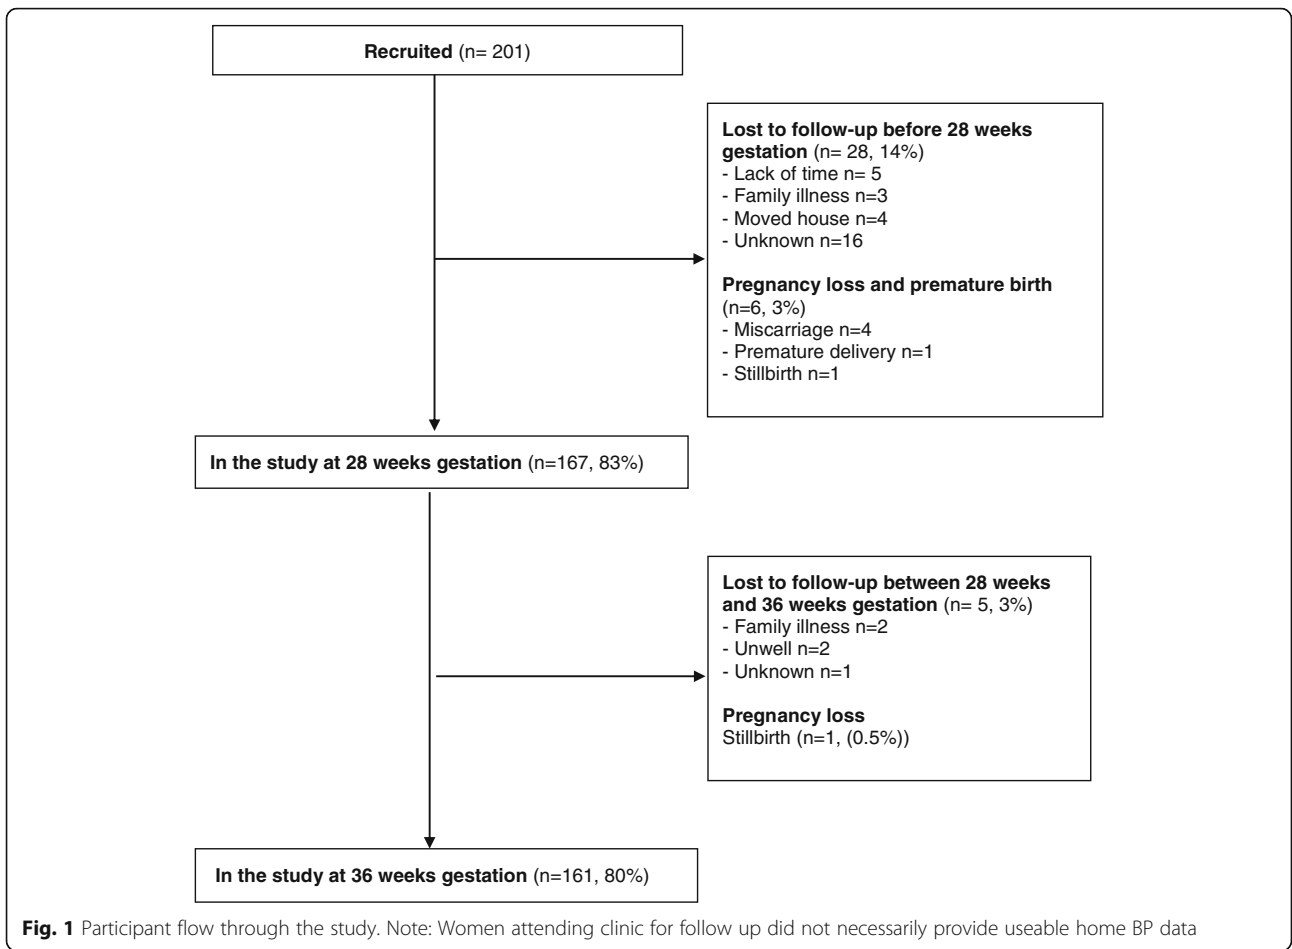 Recruited (n= 201)
Lost to follow-up before 28 weeks
gestation (n= 28, 14%)
- Lack of time n= 5
- Family illness n=3
- Moved house n=4
- Unknown n=16
Pregnancy loss and premature birth
(n=6, 3%)
- Miscarriage n=4
- Premature delivery n=1
- Stillbirth n=1
In the study at 28 weeks gestation (n=167, 83%)
Lost to follow-up between 28 weeks
and 36 weeks gestation (n= 5, 3%)
- Family illness n=2
- Unwell n=2
- Unknown n=1
Pregnancy loss
Stillbirth (n=1, (0.5%))
In the study at 36 weeks gestation (n=161, 80%)
Fig. 1 Participant flow through the study. Note: Women attending clinic for follow up did not necessarily provide useable home BP data